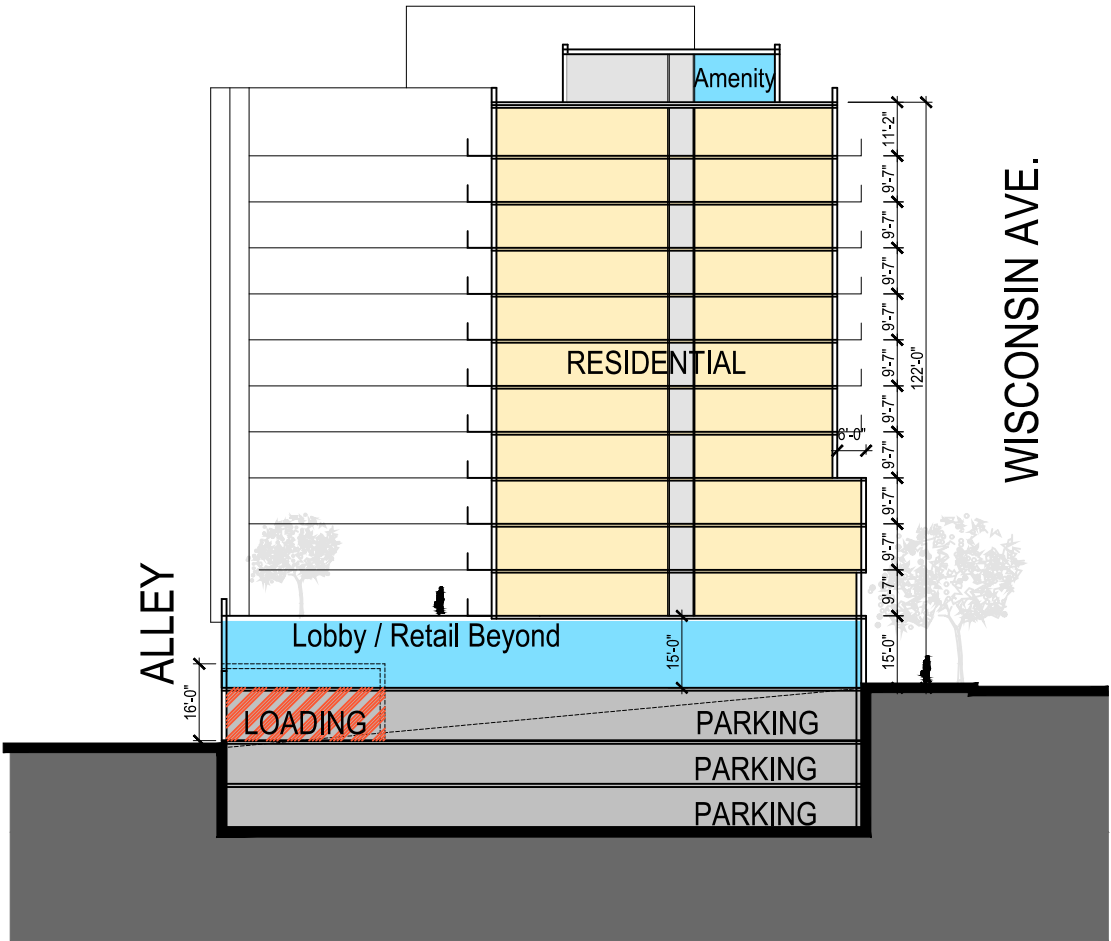 Amenity
11'-2"
9'-7"
9'-7"
9'-7"
9'-7"
WISCONSIN AVE.
RESIDENTIAL
9'-7"
122'-0"
9'-7"
6'-0"
9'-7"
9'-7"
9'-7"
9'-7"
ALLEY
Lobby / Retail Beyond
15'-0"
15'-0"
16'-0"
LOADING
PARKING
PARKING
PARKING